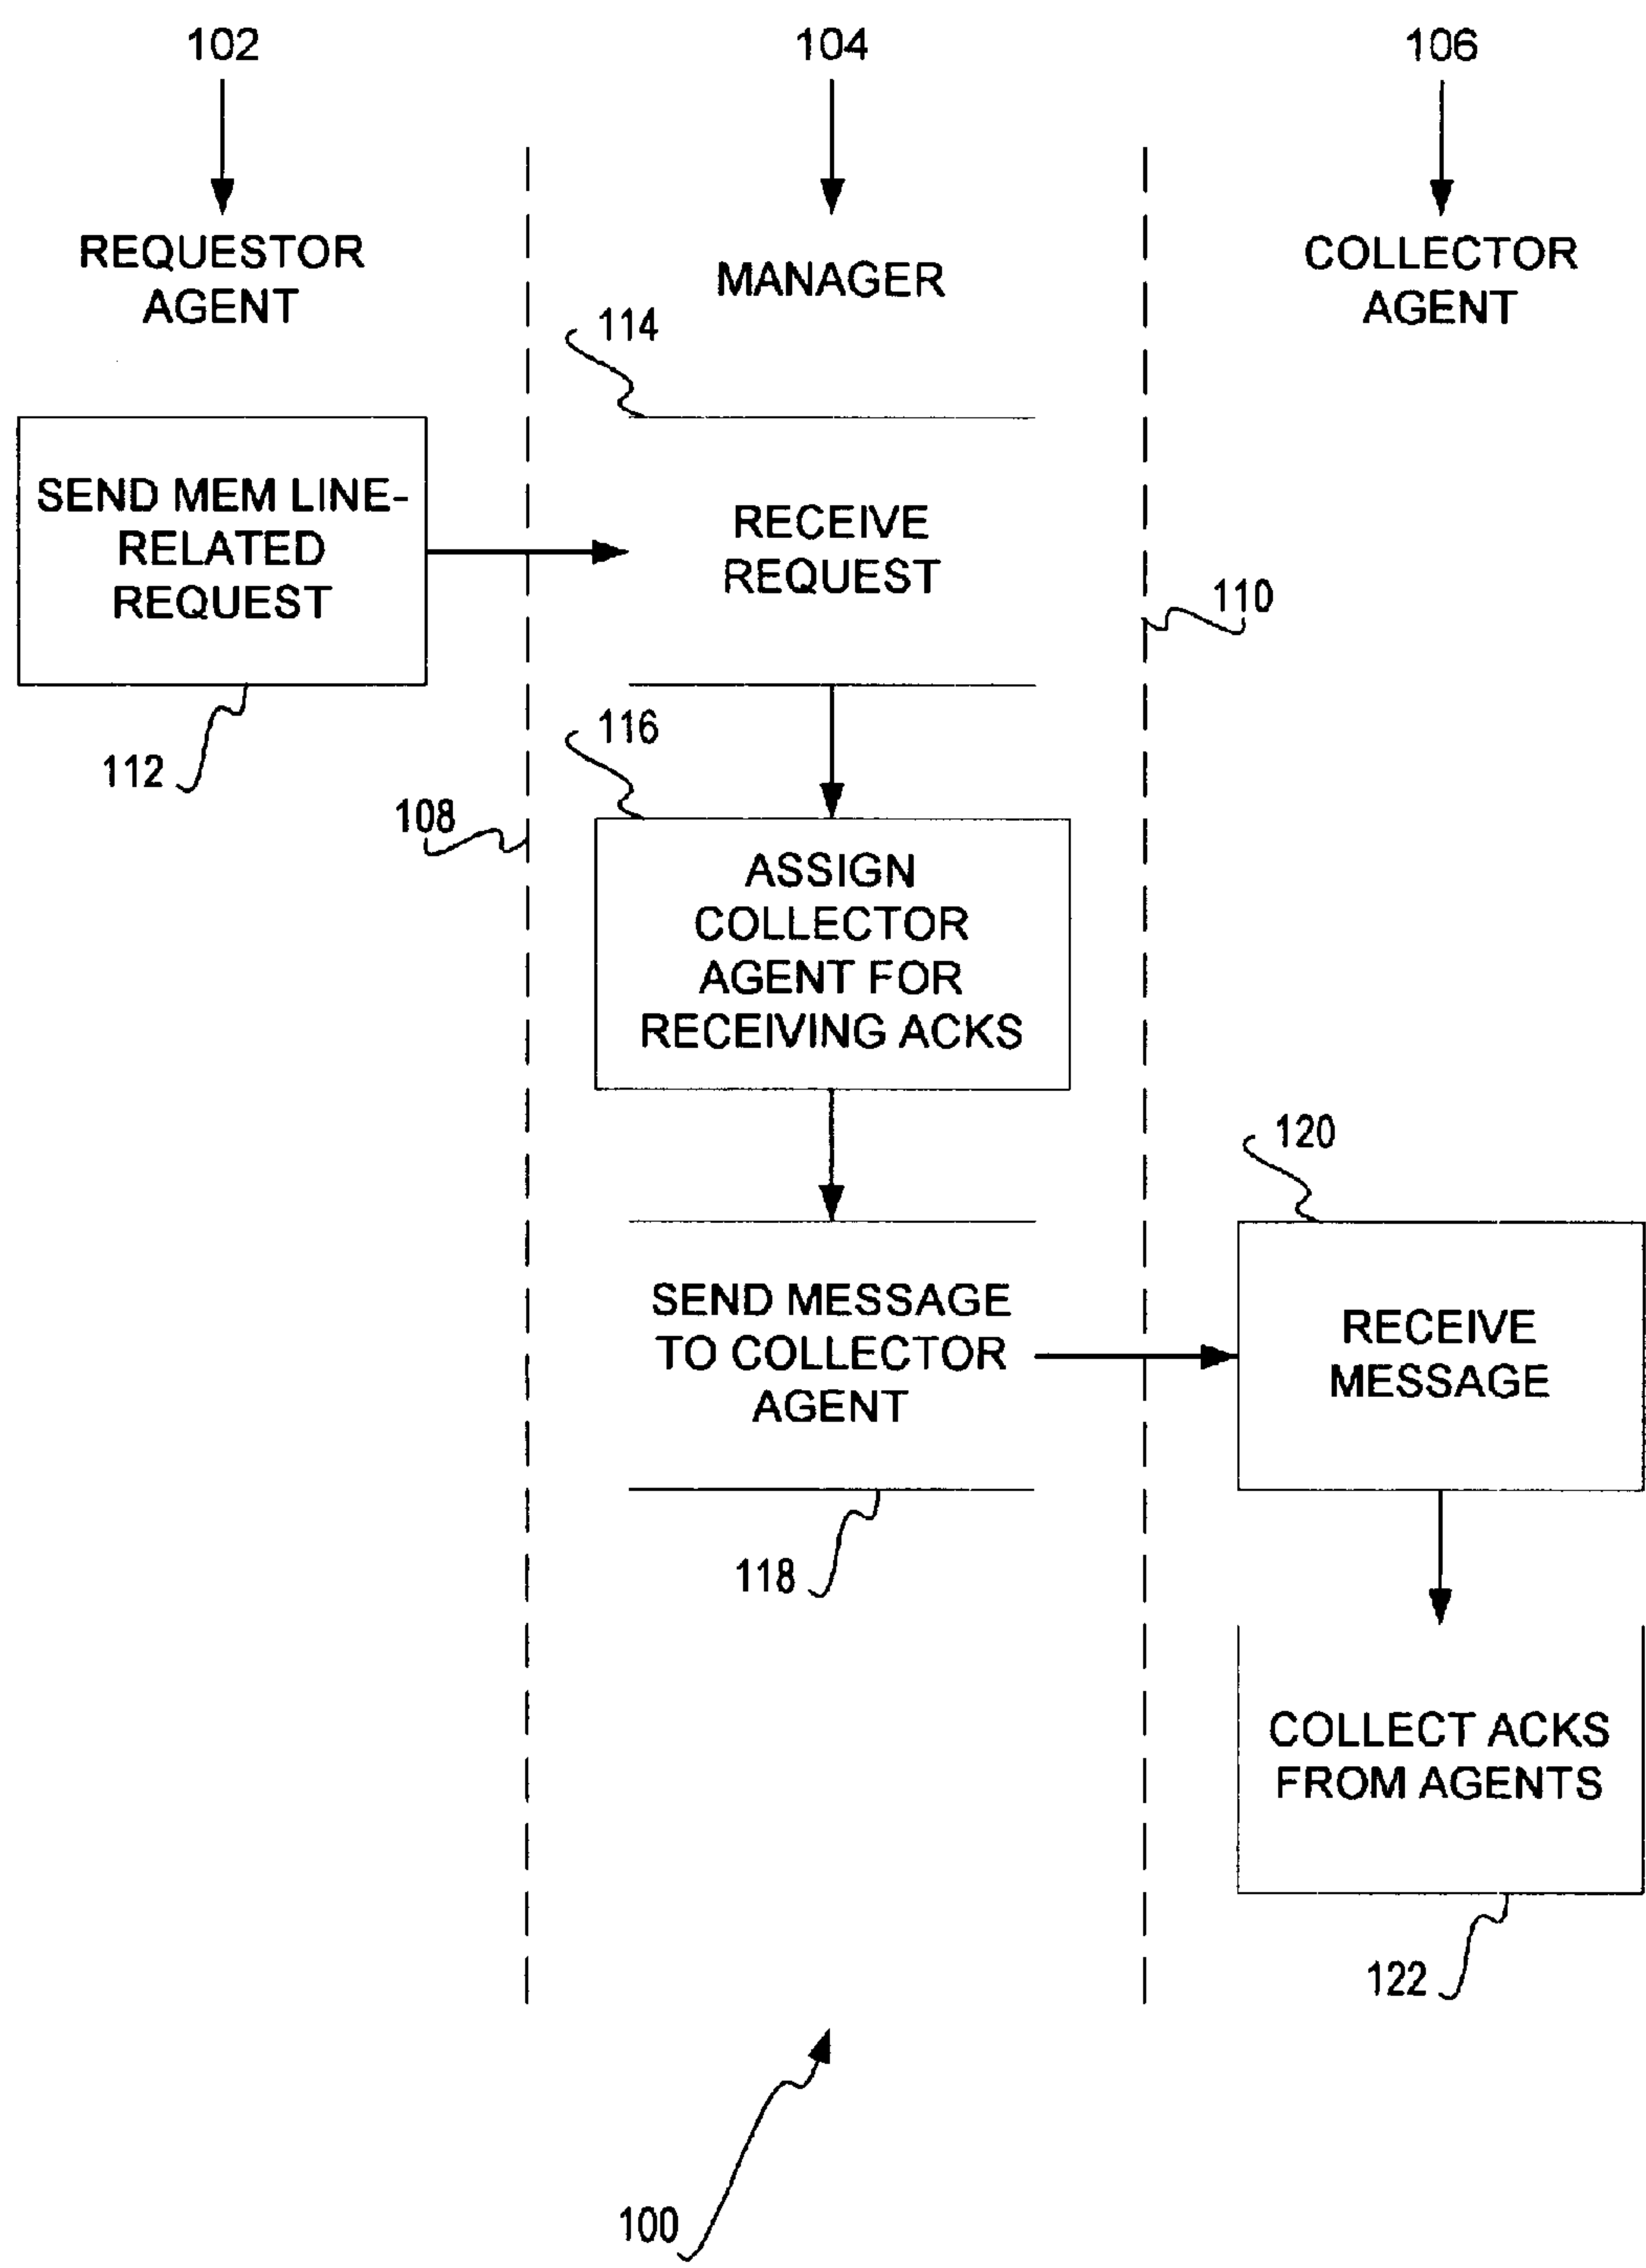 102
104
106
REQUESTOR
AGENT
MANAGER
COLLECTOR
AGENT
114
SEND MEM LINE-
RELATED
REQUEST
RECEIVE
REQUEST
110
112
116
108
ASSIGN
COLLECTOR
AGENT FOR
RECEIVING ACKS
120
SEND MESSAGE
TO COLLECTOR
AGENT
RECEIVE
MESSAGE
118
COLLECT ACKS
FROM AGENTS
122
100